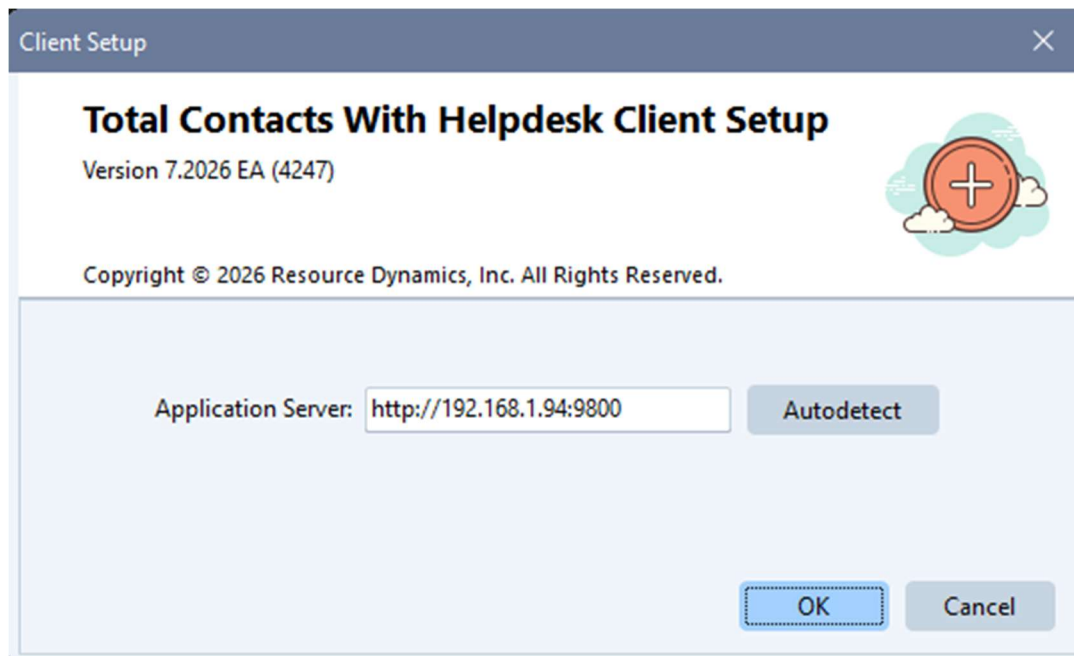 Client Setup
Total Contacts With Helpdesk Client Setup
Version 7.2026 EA (4247)
Copyright © 2026 Resource Dynamics, Inc. All Rights Reserved.
Application Server: http://192.168.1.94:9800 Autodetect
OK Cancel